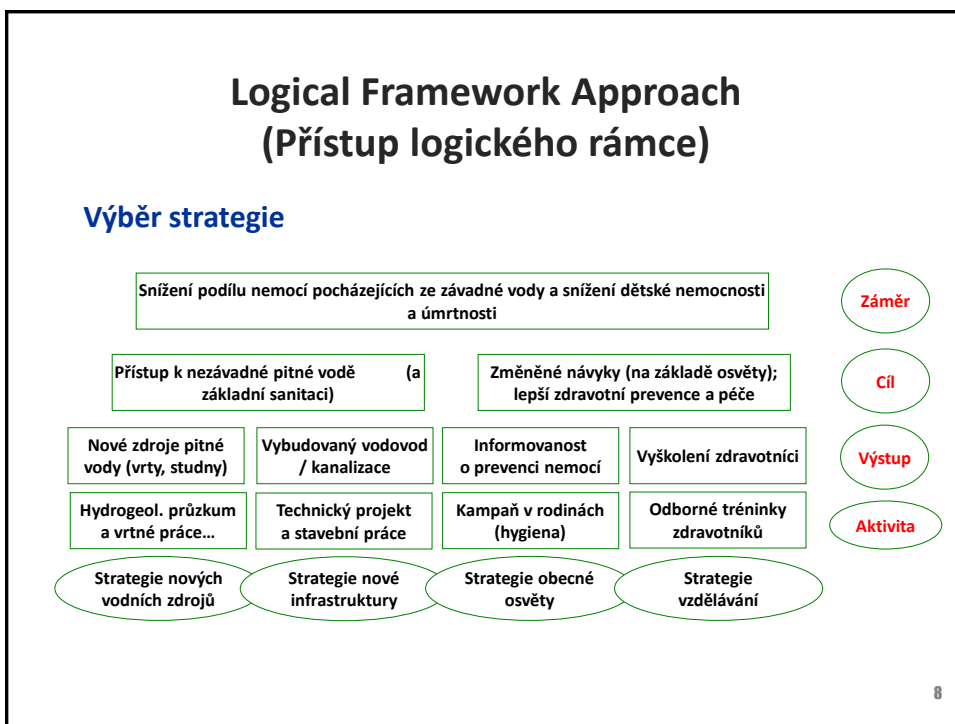 Logical Framework Approach
(Přístup logického rámce)
Výběr strategie
Snížení podílu nemocí pocházejících ze závadné vody a snížení dětské nemocnosti
a úmrtnosti
Záměr
Přístup k nezávadné pitné vodě (a
základní sanitaci)
Změněné návyky (na základě osvěty);
lepší zdravotní prevence a péče
Cíl
Nové zdroje pitné
vody (vrty, studny)
Vybudovaný vodovod
/ kanalizace
Informovanost
o prevenci nemocí
Vyškolení zdravotníci
Výstup
Hydrogeol. průzkum
a vrtné práce...
Technický projekt
a stavební práce
Kampaň v rodinách
(hygiena)
Odborné tréninky
zdravotníků
Aktivita
Strategie nových
vodních zdrojů
Strategie nové
infrastruktury
Strategie obecné
osvěty
Strategie
vzdělávání
8